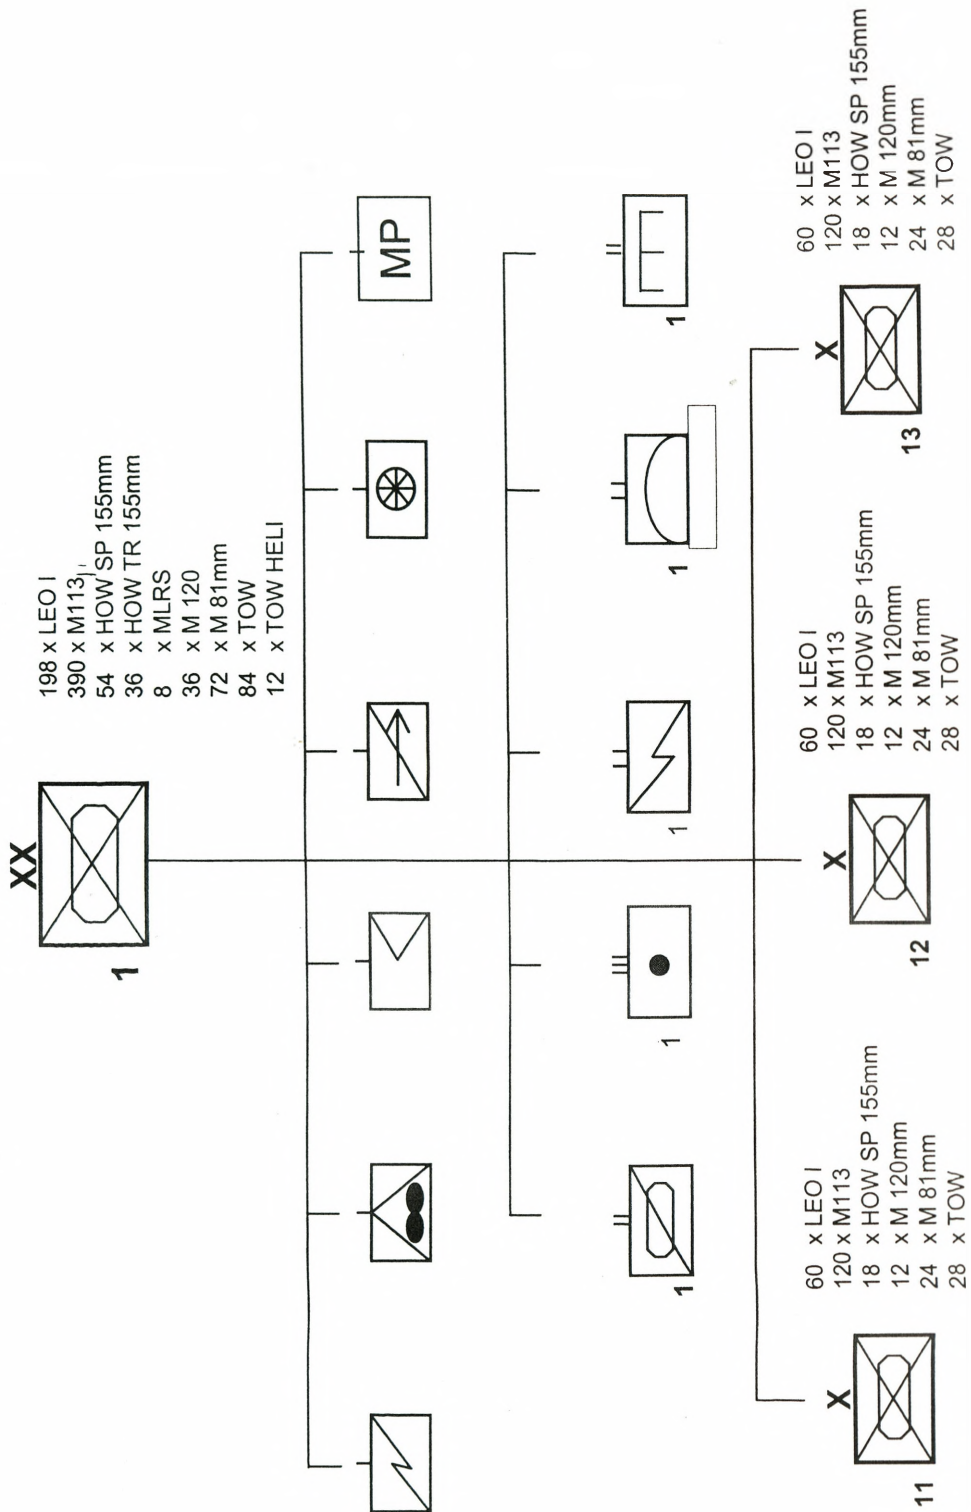 XX
1
198 x LEO I
390 x M113
54 x HOW SP 155mm
36 x HOW TR 155mm
8 x MLRS
36 x M 120
72 x M 81mm
84 x TOW
12 x TOW HELI
MP
1
1
1
1
1
X
11
60 x LEO I
120 x M113
18 x HOW SP 155mm
12 x M 120mm
24 x M 81mm
28 x TOW
X
12
60 x LEO I
120 x M113
18 x HOW SP 155mm
12 x M 120mm
24 x M 81mm
28 x TOW
X
13
60 x LEO I
120 x M113
18 x HOW SP 155mm
12 x M 120mm
24 x M 81mm
28 x TOW